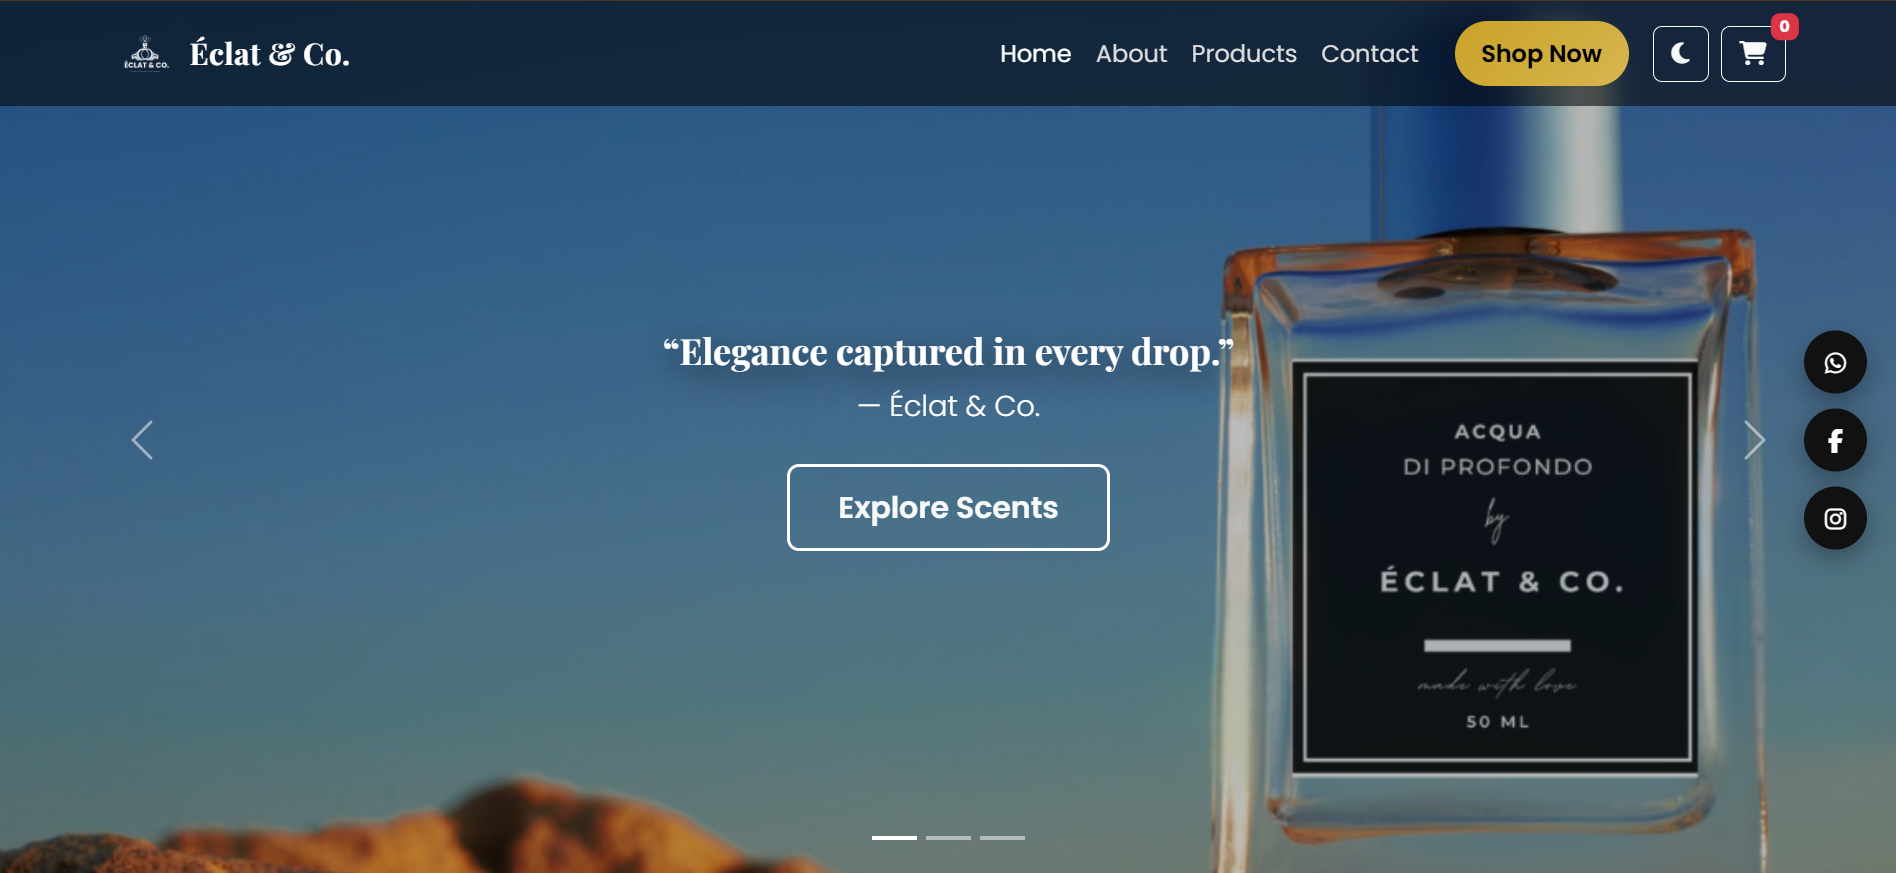 ÉCLAT & CO.
Éclat & Co.
Home
About
Products
Contact
Shop Now
0
“Elegance captured in every drop.”
— Éclat & Co.
Explore Scents
ACQUA
DI PROFONDO
by
ÉCLAT & CO.
made with love
50 ML